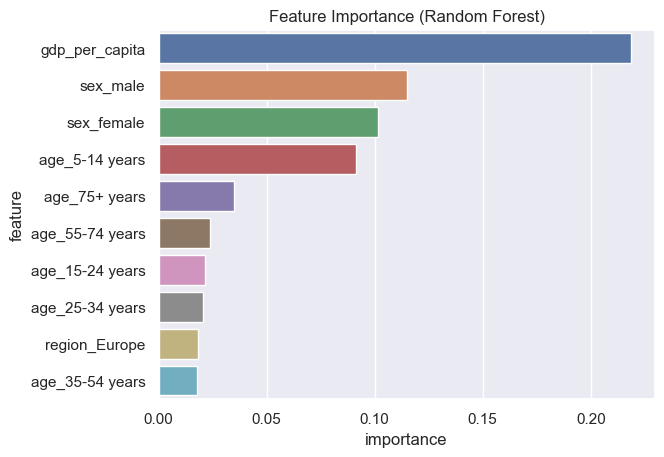 Feature Importance (Random Forest)
gdp_per_capita
sex_male
sex_female
age_5-14 years
age_75+ years
age_55-74 years
age_15-24 years
age_25-34 years
region_Europe
age_35-54 years
feature
0.00 0.05 0.10 0.15 0.20
importance